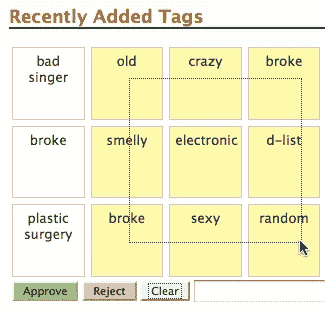 Recently Added Tags
bad
singer
old
crazy
broke
broke
smelly
electronic
d-list
plastic
surgery
broke
sexy
random
Approve
Reject
Clear